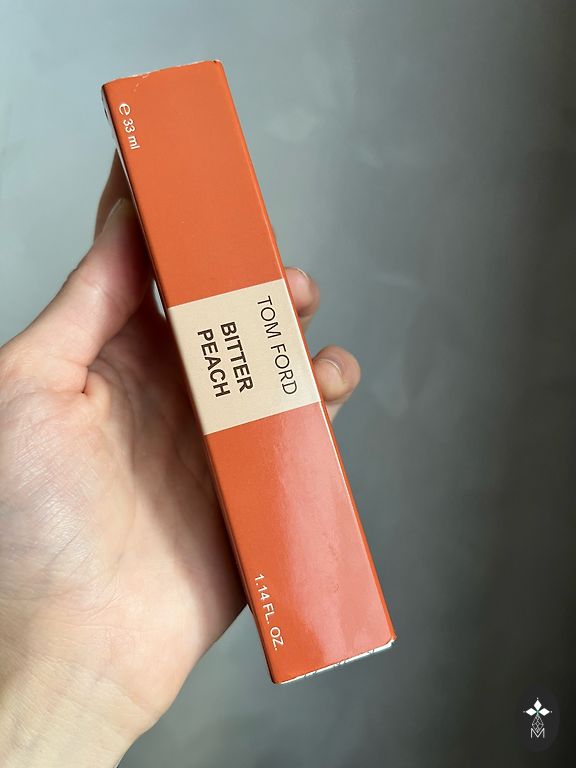 ℮ 33 ml
TOM FORD
BITTER
PEACH
1.14 FL. OZ.
M